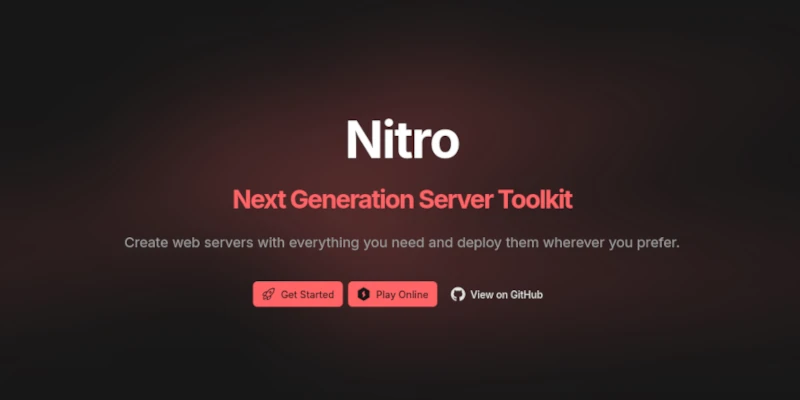 Nitro
Next Generation Server Toolkit
Create web servers with everything you need and deploy them wherever you prefer.
Get Started Play Online View on GitHub